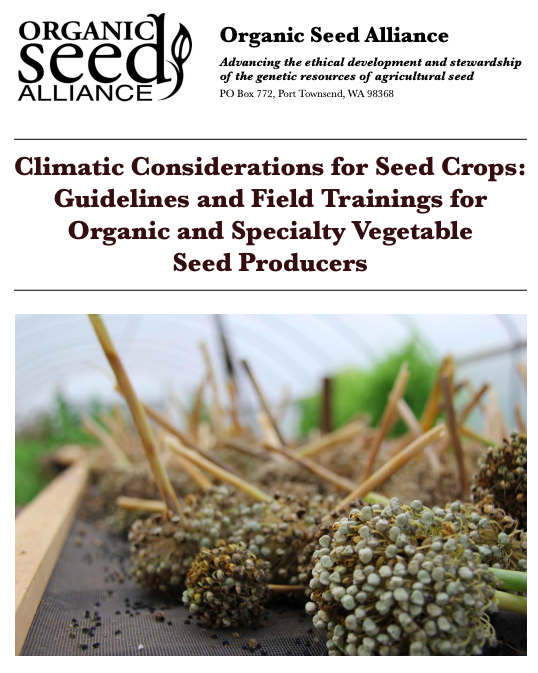 ORGANIC
seed
ALLIANCE
Organic Seed Alliance
Advancing the ethical development and stewardship
of the genetic resources of agricultural seed
PO Box 772, Port Townsend, WA 98368
Climatic Considerations for Seed Crops:
Guidelines and Field Trainings for
Organic and Specialty Vegetable
Seed Producers